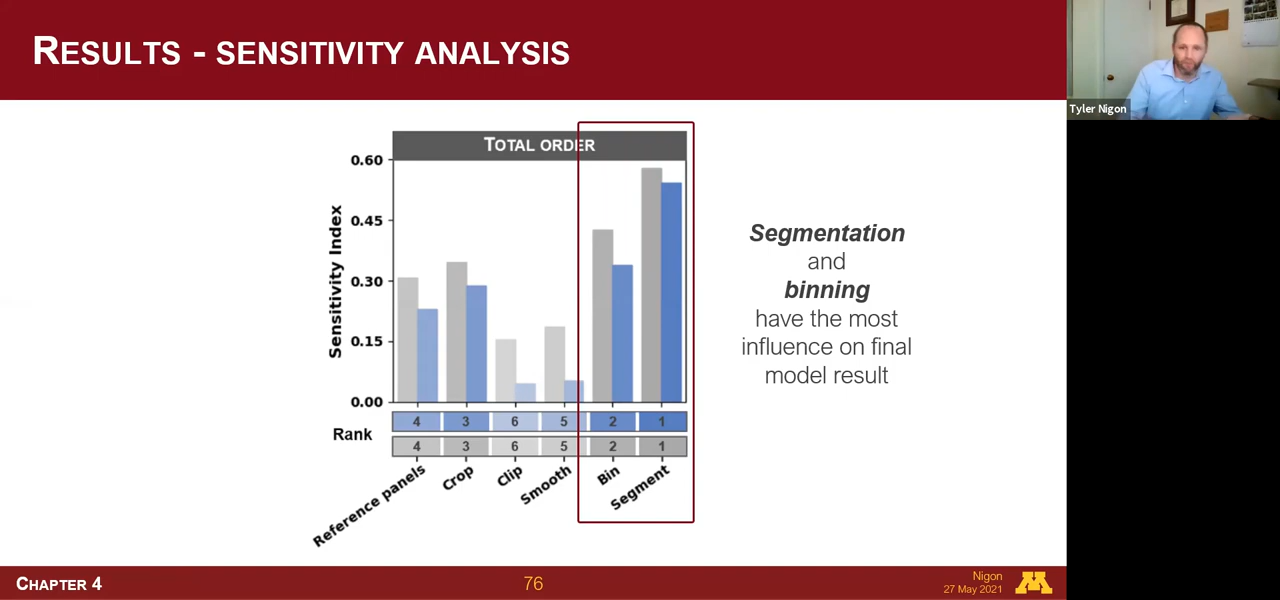 RESULTS - SENSITIVITY ANALYSIS
Tyler Nigon
TOTAL ORDER
0.60
0.45
0.30
0.15
0.00
Sensitivity Index
Rank
4 3 6 5 2 1
4 3 6 5 2 1
Reference panels
Crop
Clip
Smooth
Bin
Segment
Segmentation
and
binning
have the most
influence on final
model result
CHAPTER 4
76
Nigon
27 May 2021
M